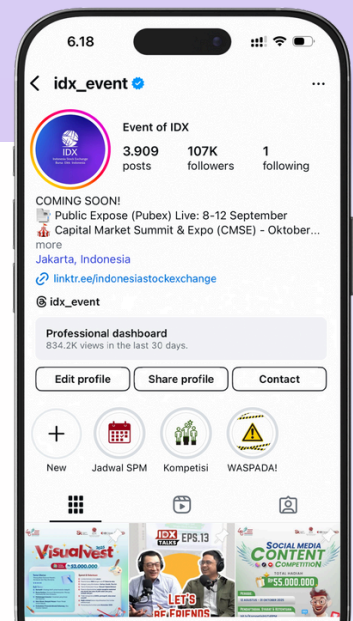 6.18
idx_event
IDX
Event of IDX
3.909 107K 1
posts followers following
COMING SOON!
Public Expose (Pubex) Live: 8-12 September
Capital Market Summit & Expo (CMSE) - Oktober...
more
Jakarta, Indonesia
linktr.ee/indonesiastockexchange
idx_event
Professional dashboard
834.2K views in the last 30 days.
Edit profile Share profile Contact
New Jadwal SPM Kompetisi WASPADA!
Visualvest
IDX TALKS EPS.13
LET'S
RE-FRIENDS
SOCIAL MEDIA
CONTENT
COMPETITION
RP55.000.000